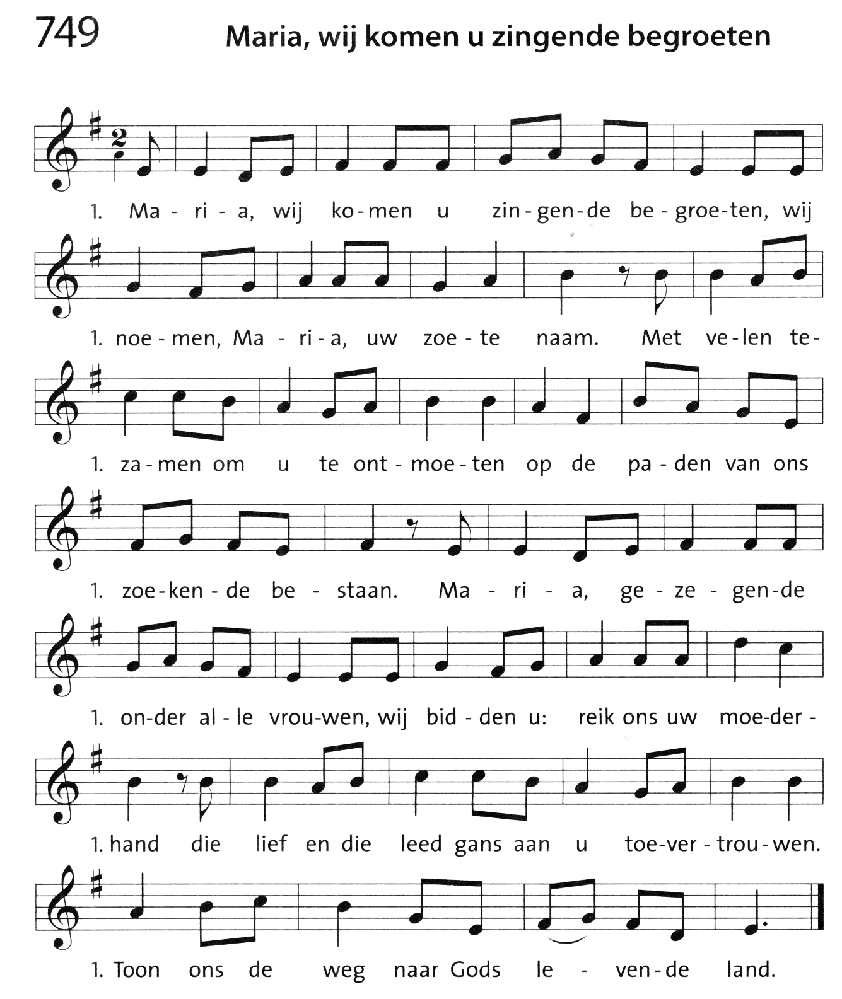 749 Maria, wij komen u zingende begroeten
2
1. Ma - ri - a, wij ko - men u zin - gen - de be - groe - ten, wij
1. noe - men, Ma - ri - a, uw zoe - te naam. Met ve - len te -
1. za - men om u te ont - moe - ten op de pa - den van ons
1. zoe - ken - de be - staan. Ma - ri - a, ge - ze - gen - de
1. on - der al - le vrou - wen, wij bid - den u: reik ons uw moe - der -
1. hand die lief en die leed gans aan u toe - ver - trou - wen.
1. Toon ons de weg naar Gods le - ven - de land.